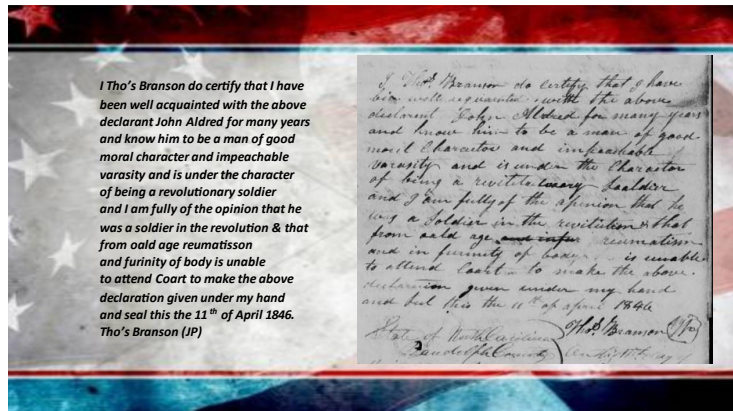 I Tho's Branson do certify that I have
been well acquainted with the above
declarant John Aldred for many years
and know him to be a man of good
moral character and impeachable
varasity and is under the character
of being a revolutionary soldier
and I am fully of the opinion that he
was a soldier in the revolution & that
from oald age reumatisson
and furinity of body is unable
to attend Coart to make the above
declaration given under my hand
and seal this the 11th of April 1846.
Tho's Branson (JP)
I Thos. Branson do certify that I have
been well acquainted with the above
declarent John Aldred for many years
and know him to be a man of good
moril Charcutor and impeachable
varasity and is under the Charactor
of being a soaldier
and I am fully of the opinion that he
was a Soldier in the & that
from oald age and infur reumatism
and in furmity of body is unable
to attend Coart to make the above
declaration given under my hand
and seal this the 11th of april 1846
Thos. Branson
State of North Carolina
Randolph County